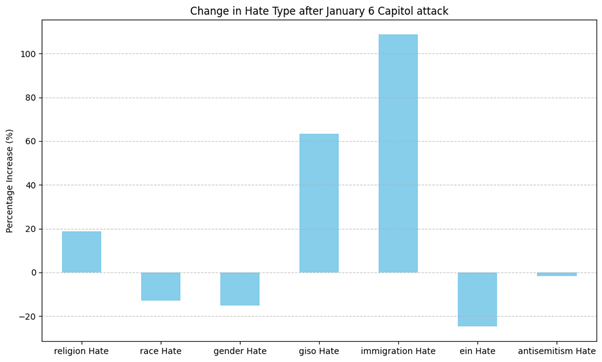 Change in Hate Type after January 6 Capitol attack
Percentage Increase (%)
100
80
60
40
20
0
−20
religion Hate
race Hate
gender Hate
giso Hate
immigration Hate
ein Hate
antisemitism Hate